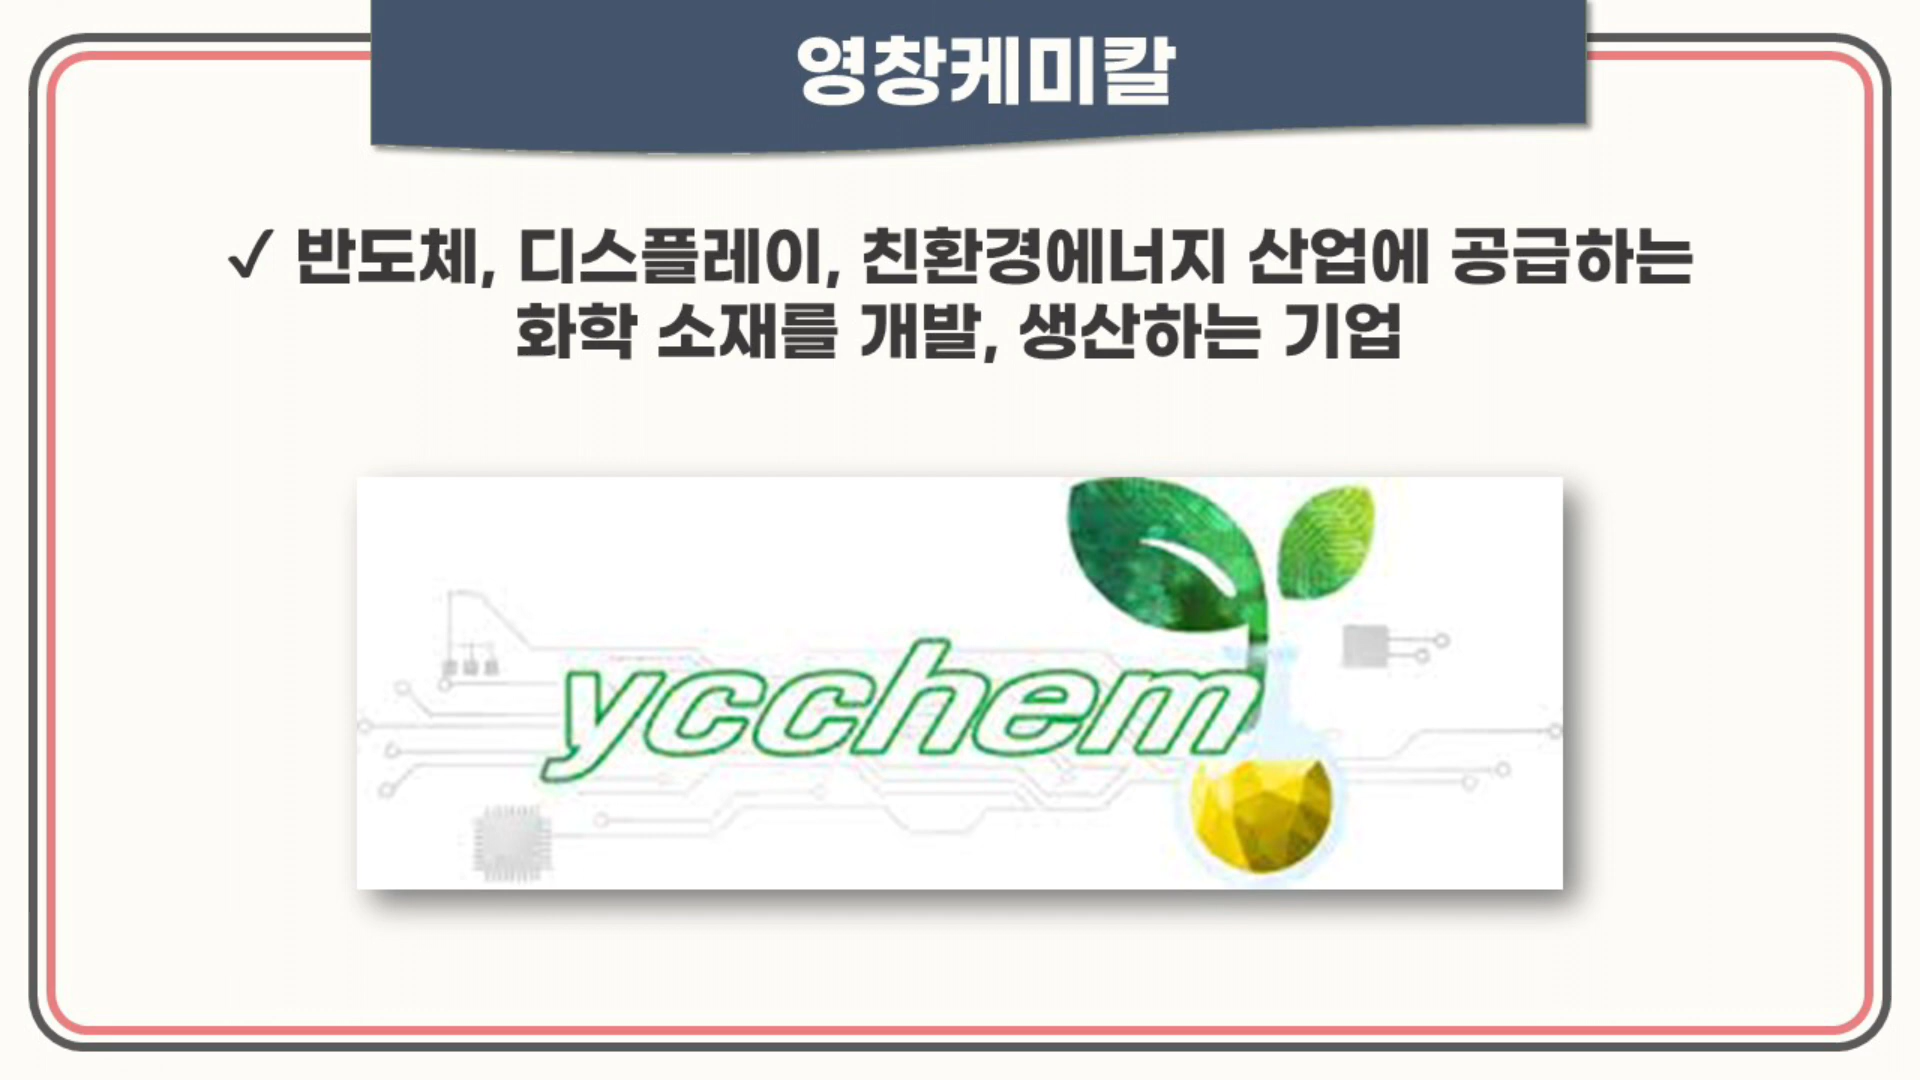 영창케미칼
✓ 반도체, 디스플레이, 친환경에너지 산업에 공급하는
화학 소재를 개발, 생산하는 기업
ycchem